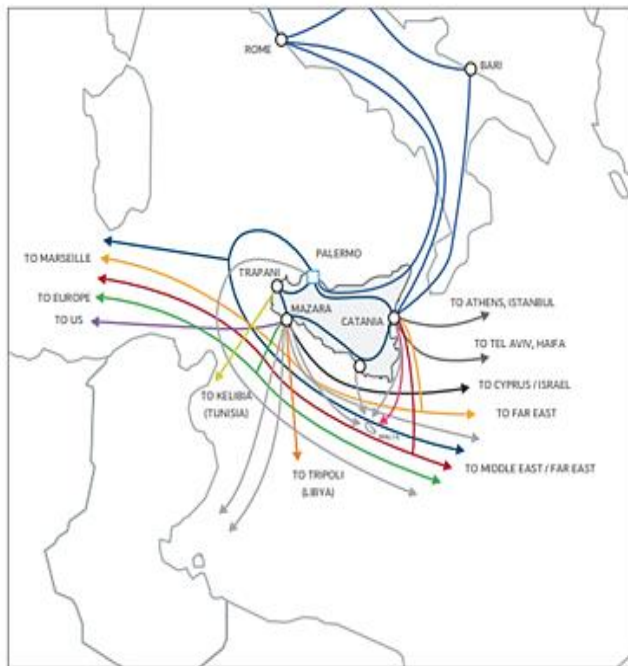 ROME
BARI
PALERMO
TRAPANI
TO MARSEILLE
MAZARA
CATANIA
TO EUROPE
TO ATHENS, ISTANBUL
TO US
TO TEL AVIV, HAIFA
TO CYPRUS / ISRAEL
TO KELIBIA
(TUNISIA)
TO FAR EAST
MALTA
TO MIDDLE EAST / FAR EAST
TO TRIPOLI
(LIBYA)